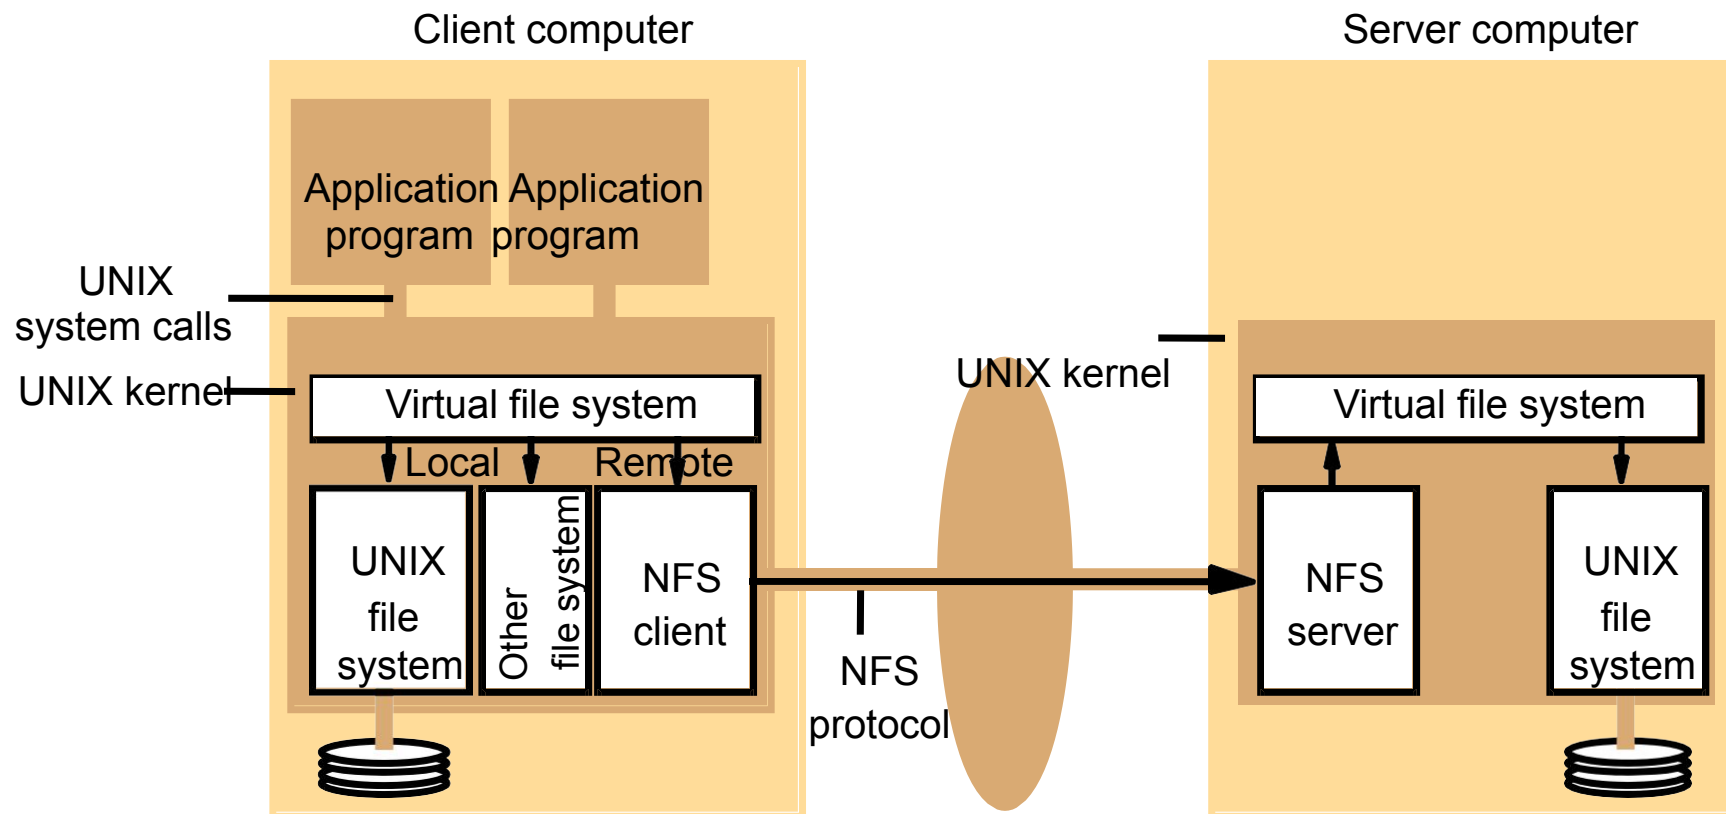 Client computer
Server computer
Application
program
Application
program
UNIX
system calls
UNIX kernel
Virtual file system
Local
Remote
UNIX
file
system
Other
file system
NFS
client
NFS
protocol
UNIX kernel
Virtual file system
NFS
server
UNIX
file
system